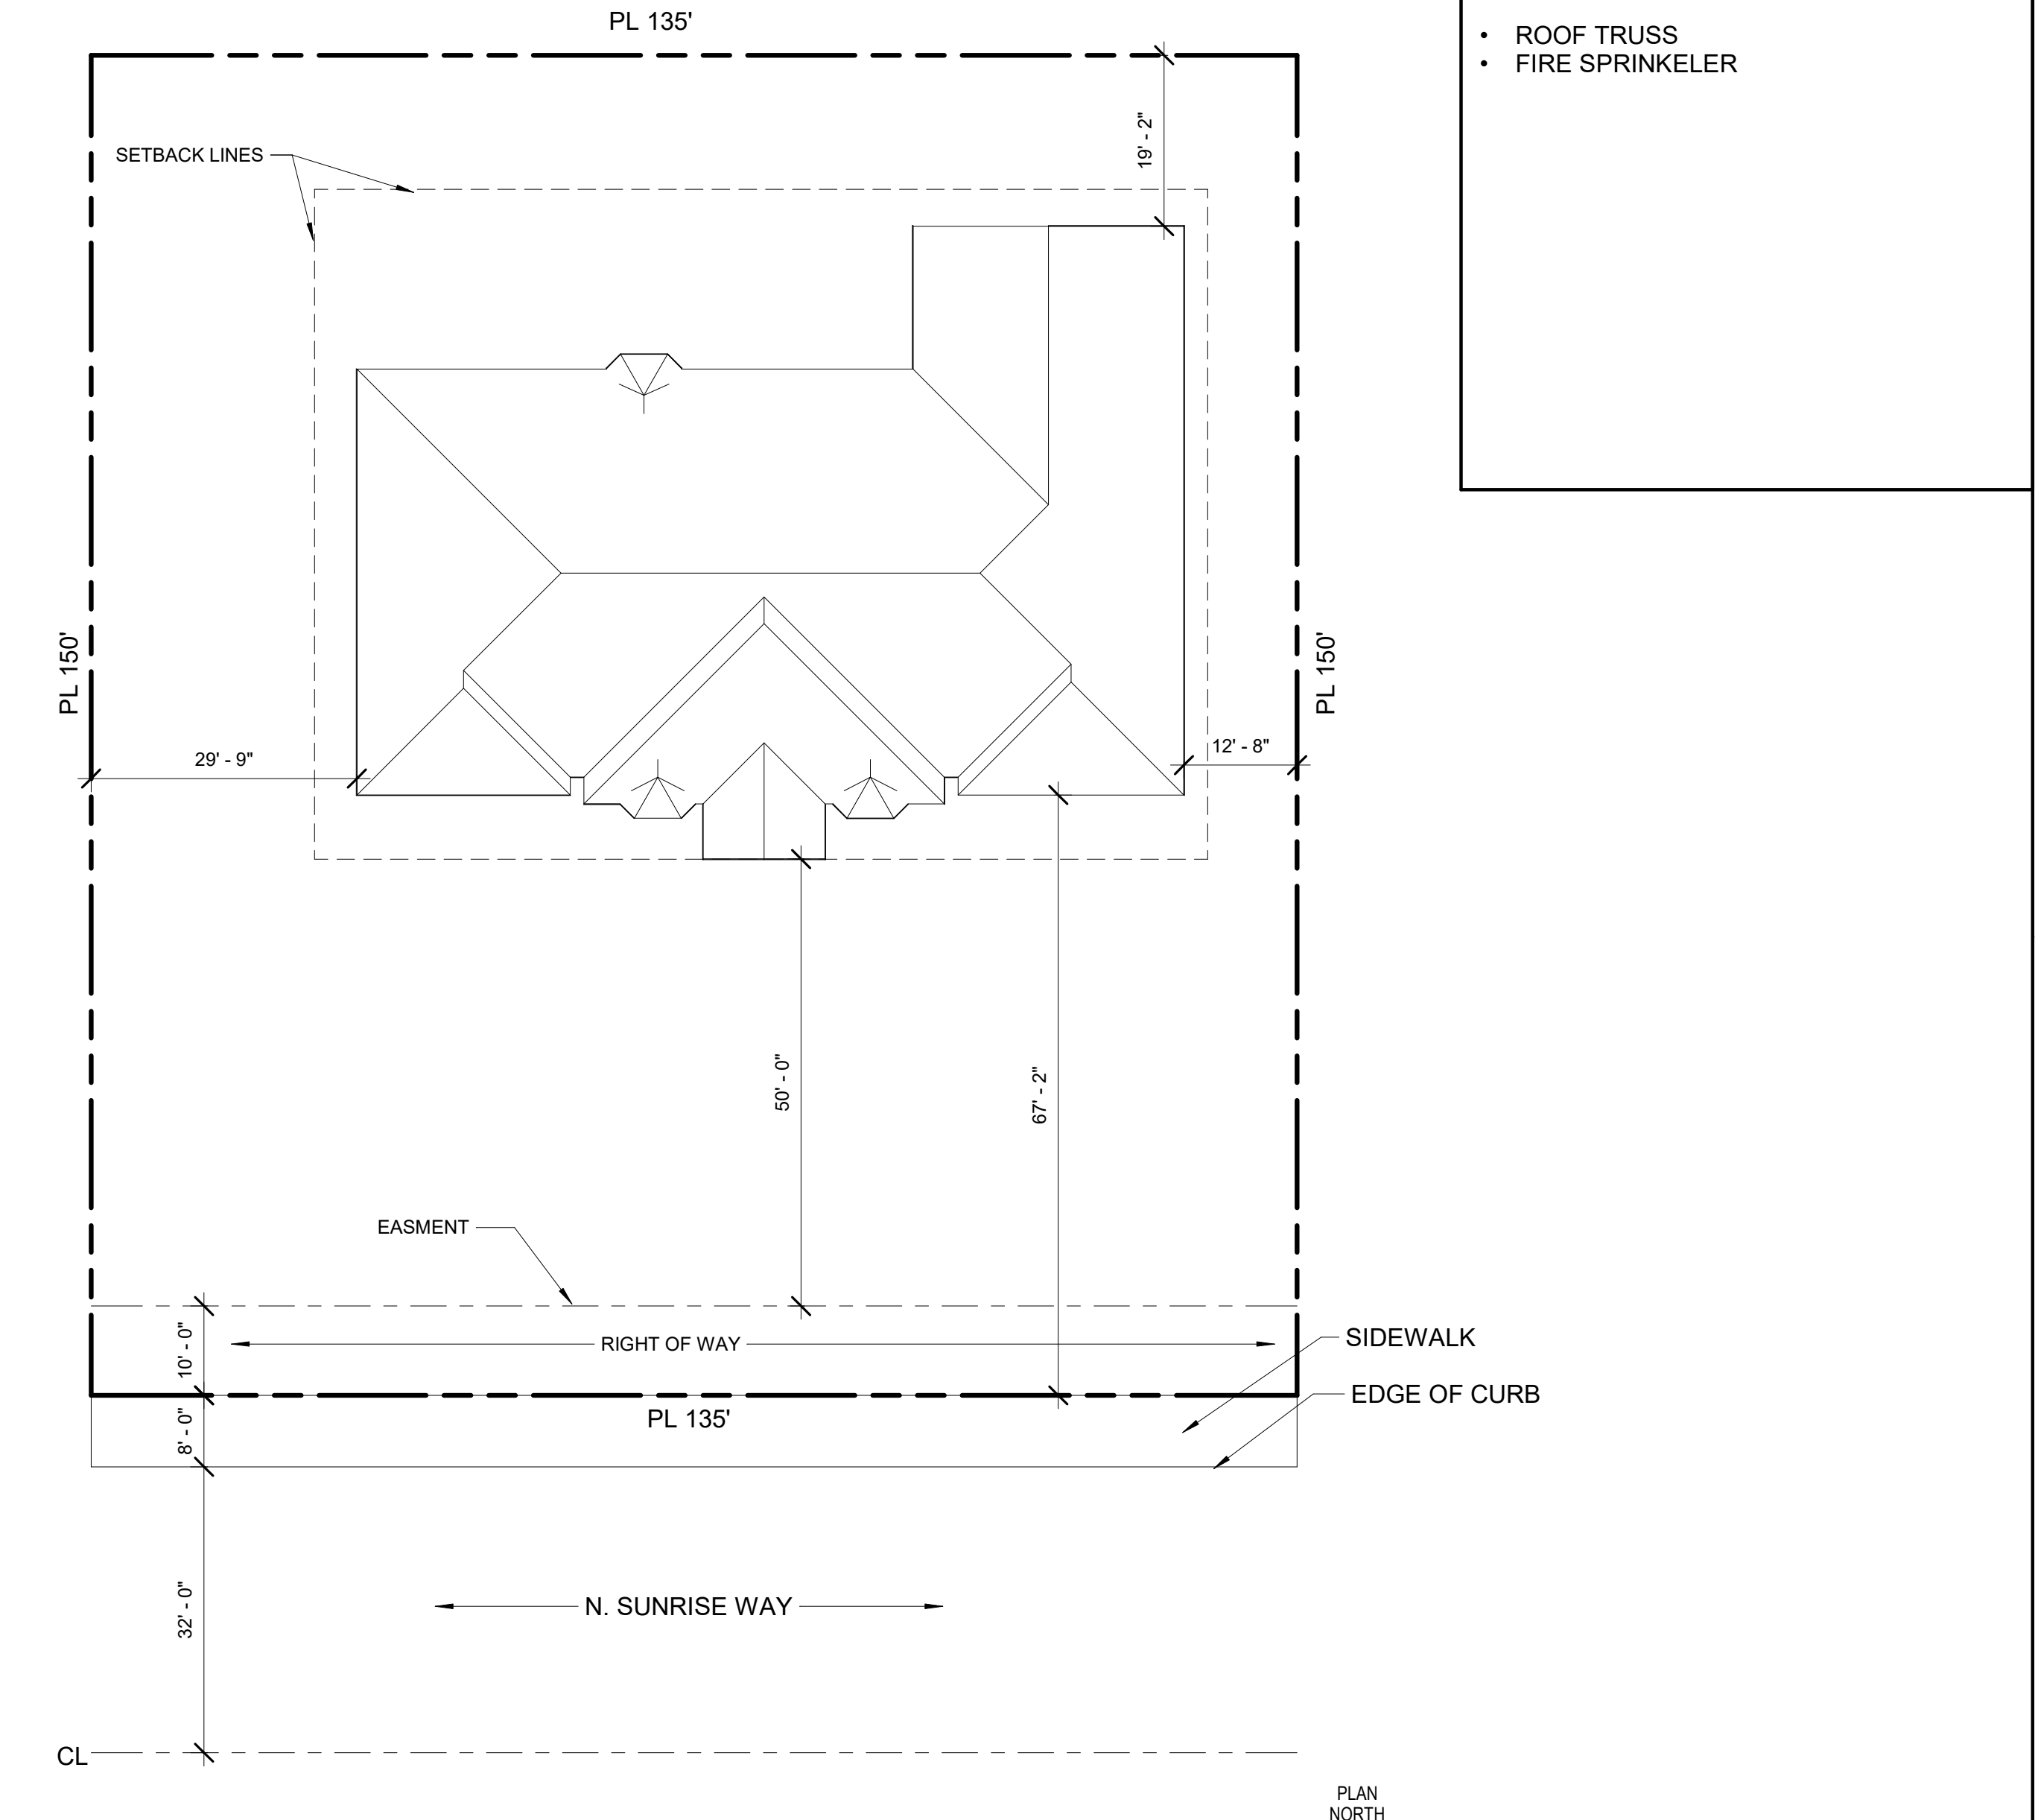 PL 135'
• ROOF TRUSS
• FIRE SPRINKELER
19' - 2"
SETBACK LINES
PL 150'
PL 150'
29' - 9"
12' - 8"
50' - 0"
67' - 2"
EASMENT
10' - 0"
RIGHT OF WAY
SIDEWALK
EDGE OF CURB
PL 135'
8' - 0"
32' - 0"
N. SUNRISE WAY
CL
PLAN
NORTH